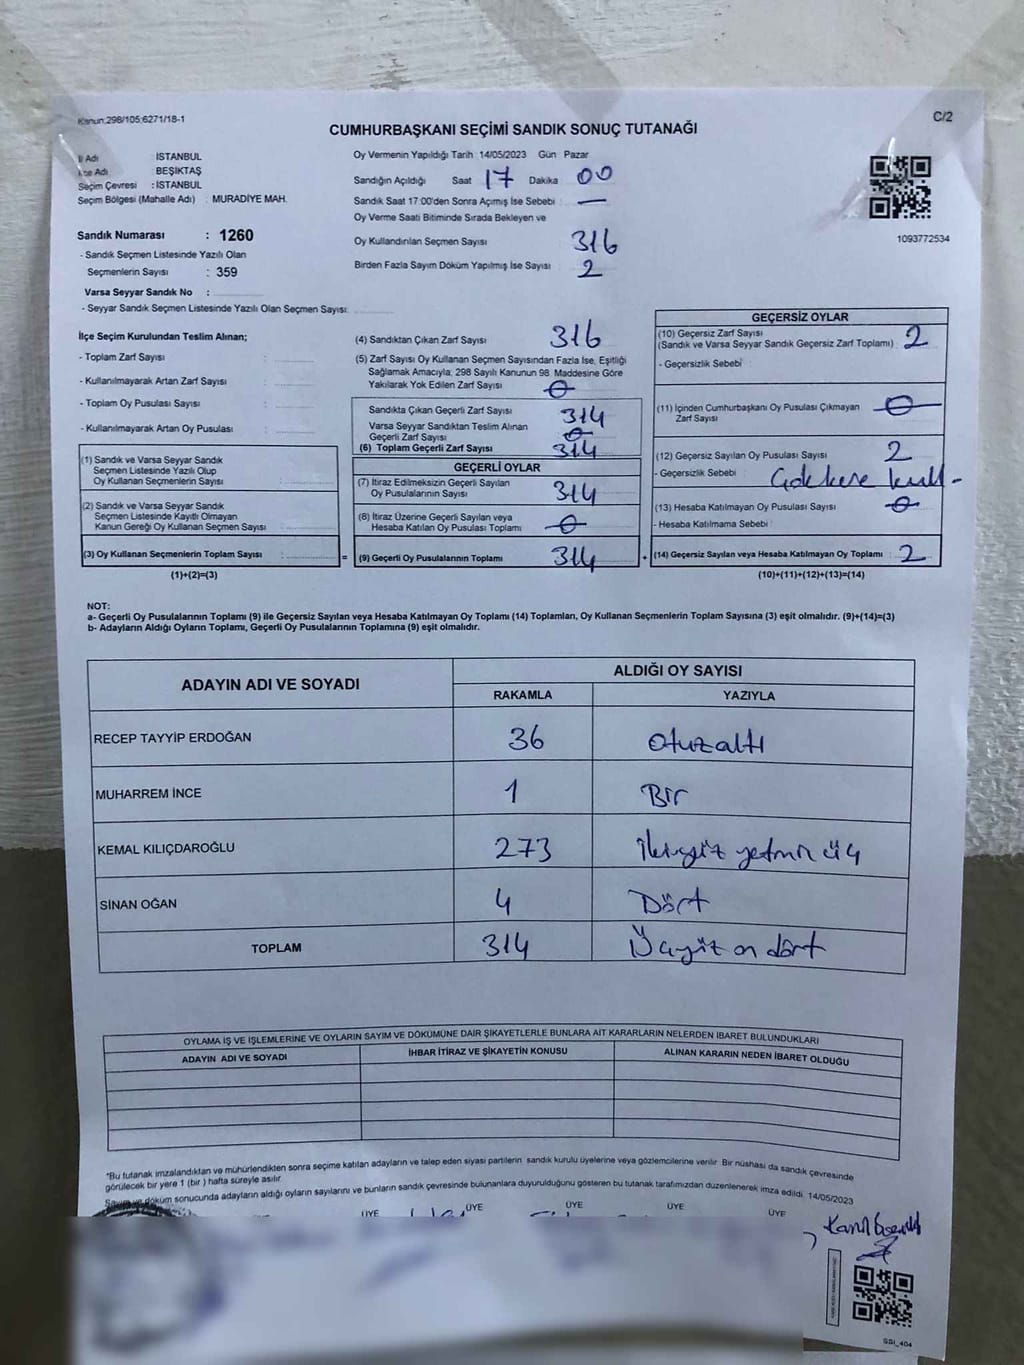 Kanun:298/105;6271/18-1
C/2
CUMHURBAŞKANI SEÇİMİ SANDIK SONUÇ TUTANAĞI
İl Adı : İSTANBUL
İlçe Adı : BEŞİKTAŞ
Seçim Çevresi : İSTANBUL
Seçim Bölgesi (Mahalle Adı) : MURADİYE MAH.
Sandık Numarası : 1260
- Sandık Seçmen Listesinde Yazılı Olan
Seçmenlerin Sayısı : 359
Varsa Seyyar Sandık No :
- Seyyar Sandık Seçmen Listesinde Yazılı Olan Seçmen Sayısı:
Oy Vermenin Yapıldığı Tarih 14/05/2023 Gün Pazar
Sandığın Açıldığı Saat 17 Dakika 00
Sandık Saat 17:00'den Sonra Açımış İse Sebebi : —
Oy Verme Saati Bitiminde Sırada Bekleyen ve
Oy Kullandırılan Seçmen Sayısı 316
Birden Fazla Sayım Döküm Yapılmış İse Sayısı 2
1093772534
İlçe Seçim Kurulundan Teslim Alınan;
- Toplam Zarf Sayısı :
- Kullanılmayarak Artan Zarf Sayısı :
- Toplam Oy Pusulası Sayısı :
- Kullanılmayarak Artan Oy Pusulası :
(1) Sandık ve Varsa Seyyar Sandık
Seçmen Listesinde Yazılı Olup
Oy Kullanan Seçmenlerin Sayısı :
(2) Sandık ve Varsa Seyyar Sandık
Seçmen Listesinde Kayıtlı Olmayan
Kanun Gereği Oy Kullanan Seçmen Sayısı :
(3) Oy Kullanan Seçmenlerin Toplam Sayısı : =
(1)+(2)=(3)
(4) Sandıktan Çıkan Zarf Sayısı 316
(5) Zarf Sayısı Oy Kullanan Seçmen Sayısından Fazla İse, Eşitliği
Sağlamak Amacıyla; 298 Sayılı Kanunun 98. Maddesine Göre
Yakılarak Yok Edilen Zarf Sayısı 0
Sandıkta Çıkan Geçerli Zarf Sayısı 314
Varsa Seyyar Sandıktan Teslim Alınan
Geçerli Zarf Sayısı 0
(6) Toplam Geçerli Zarf Sayısı 314
GEÇERLİ OYLAR
(7) İtiraz Edilmeksizin Geçerli Sayılan
Oy Pusulalarının Sayısı 314
(8) İtiraz Üzerine Geçerli Sayılan veya
Hesaba Katılan Oy Pusulası Toplamı 0
(9) Geçerli Oy Pusulalarının Toplamı 314 +
GEÇERSİZ OYLAR
(10) Geçersiz Zarf Sayısı
(Sandık ve Varsa Seyyar Sandık Geçersiz Zarf Toplamı) 2
- Geçersizlik Sebebi :
(11) İçinden Cumhurbaşkanı Oy Pusulası Çıkmayan
Zarf Sayısı 0
(12) Geçersiz Sayılan Oy Pusulası Sayısı 2
- Geçersizlik Sebebi :
(13) Hesaba Katılmayan Oy Pusulası Sayısı 0
- Hesaba Katılmama Sebebi :
(14) Geçersiz Sayılan veya Hesaba Katılmayan Oy Toplamı : 2
(10)+(11)+(12)+(13)=(14)
NOT:
a- Geçerli Oy Pusulalarının Toplamı (9) ile Geçersiz Sayılan veya Hesaba Katılmayan Oy Toplamı (14) Toplamları, Oy Kullanan Seçmenlerin Toplam Sayısına (3) eşit olmalıdır. (9)+(14)=(3)
b- Adayların Aldığı Oyların Toplamı, Geçerli Oy Pusulalarının Toplamına (9) eşit olmalıdır.
ADAYIN ADI VE SOYADI
ALDIĞI OY SAYISI
RAKAMLA YAZIYLA
RECEP TAYYİP ERDOĞAN 36 otuzaltı
MUHARREM İNCE 1 Bir
KEMAL KILIÇDAROĞLU 273 ikiyüz yetmiş üç
SİNAN OĞAN 4 Dört
TOPLAM 314 Üçyüz on dört
OYLAMA İŞ VE İŞLEMLERİNE VE OYLARIN SAYIM VE DÖKÜMÜNE DAİR ŞİKAYETLERLE BUNLARA AİT KARARLARIN NELERDEN İBARET BULUNDUKLARI
ADAYIN ADI VE SOYADI İHBAR İTİRAZ VE ŞİKAYETİN KONUSU ALINAN KARARIN NEDEN İBARET OLDUĞU
*Bu tutanak imzalandıktan ve mühürlendikten sonra seçime katılan adayların ve talep eden siyasi partilerin sandık kurulu üyelerine veya gözlemcilerine verilir. Bir nüshası da sandık çevresinde
görülecek bir yere 1 (bir) hafta süreyle asılır.
Sayım ve döküm sonucunda adayların aldığı oyların sayılarını ve bunların sandık çevresinde bulunanlara duyurulduğunu gösteren bu tutanak tarafımızdan düzenlenerek imza edildi. 14/05/2023
ÜYE ÜYE ÜYE ÜYE ÜYE
SSI_404